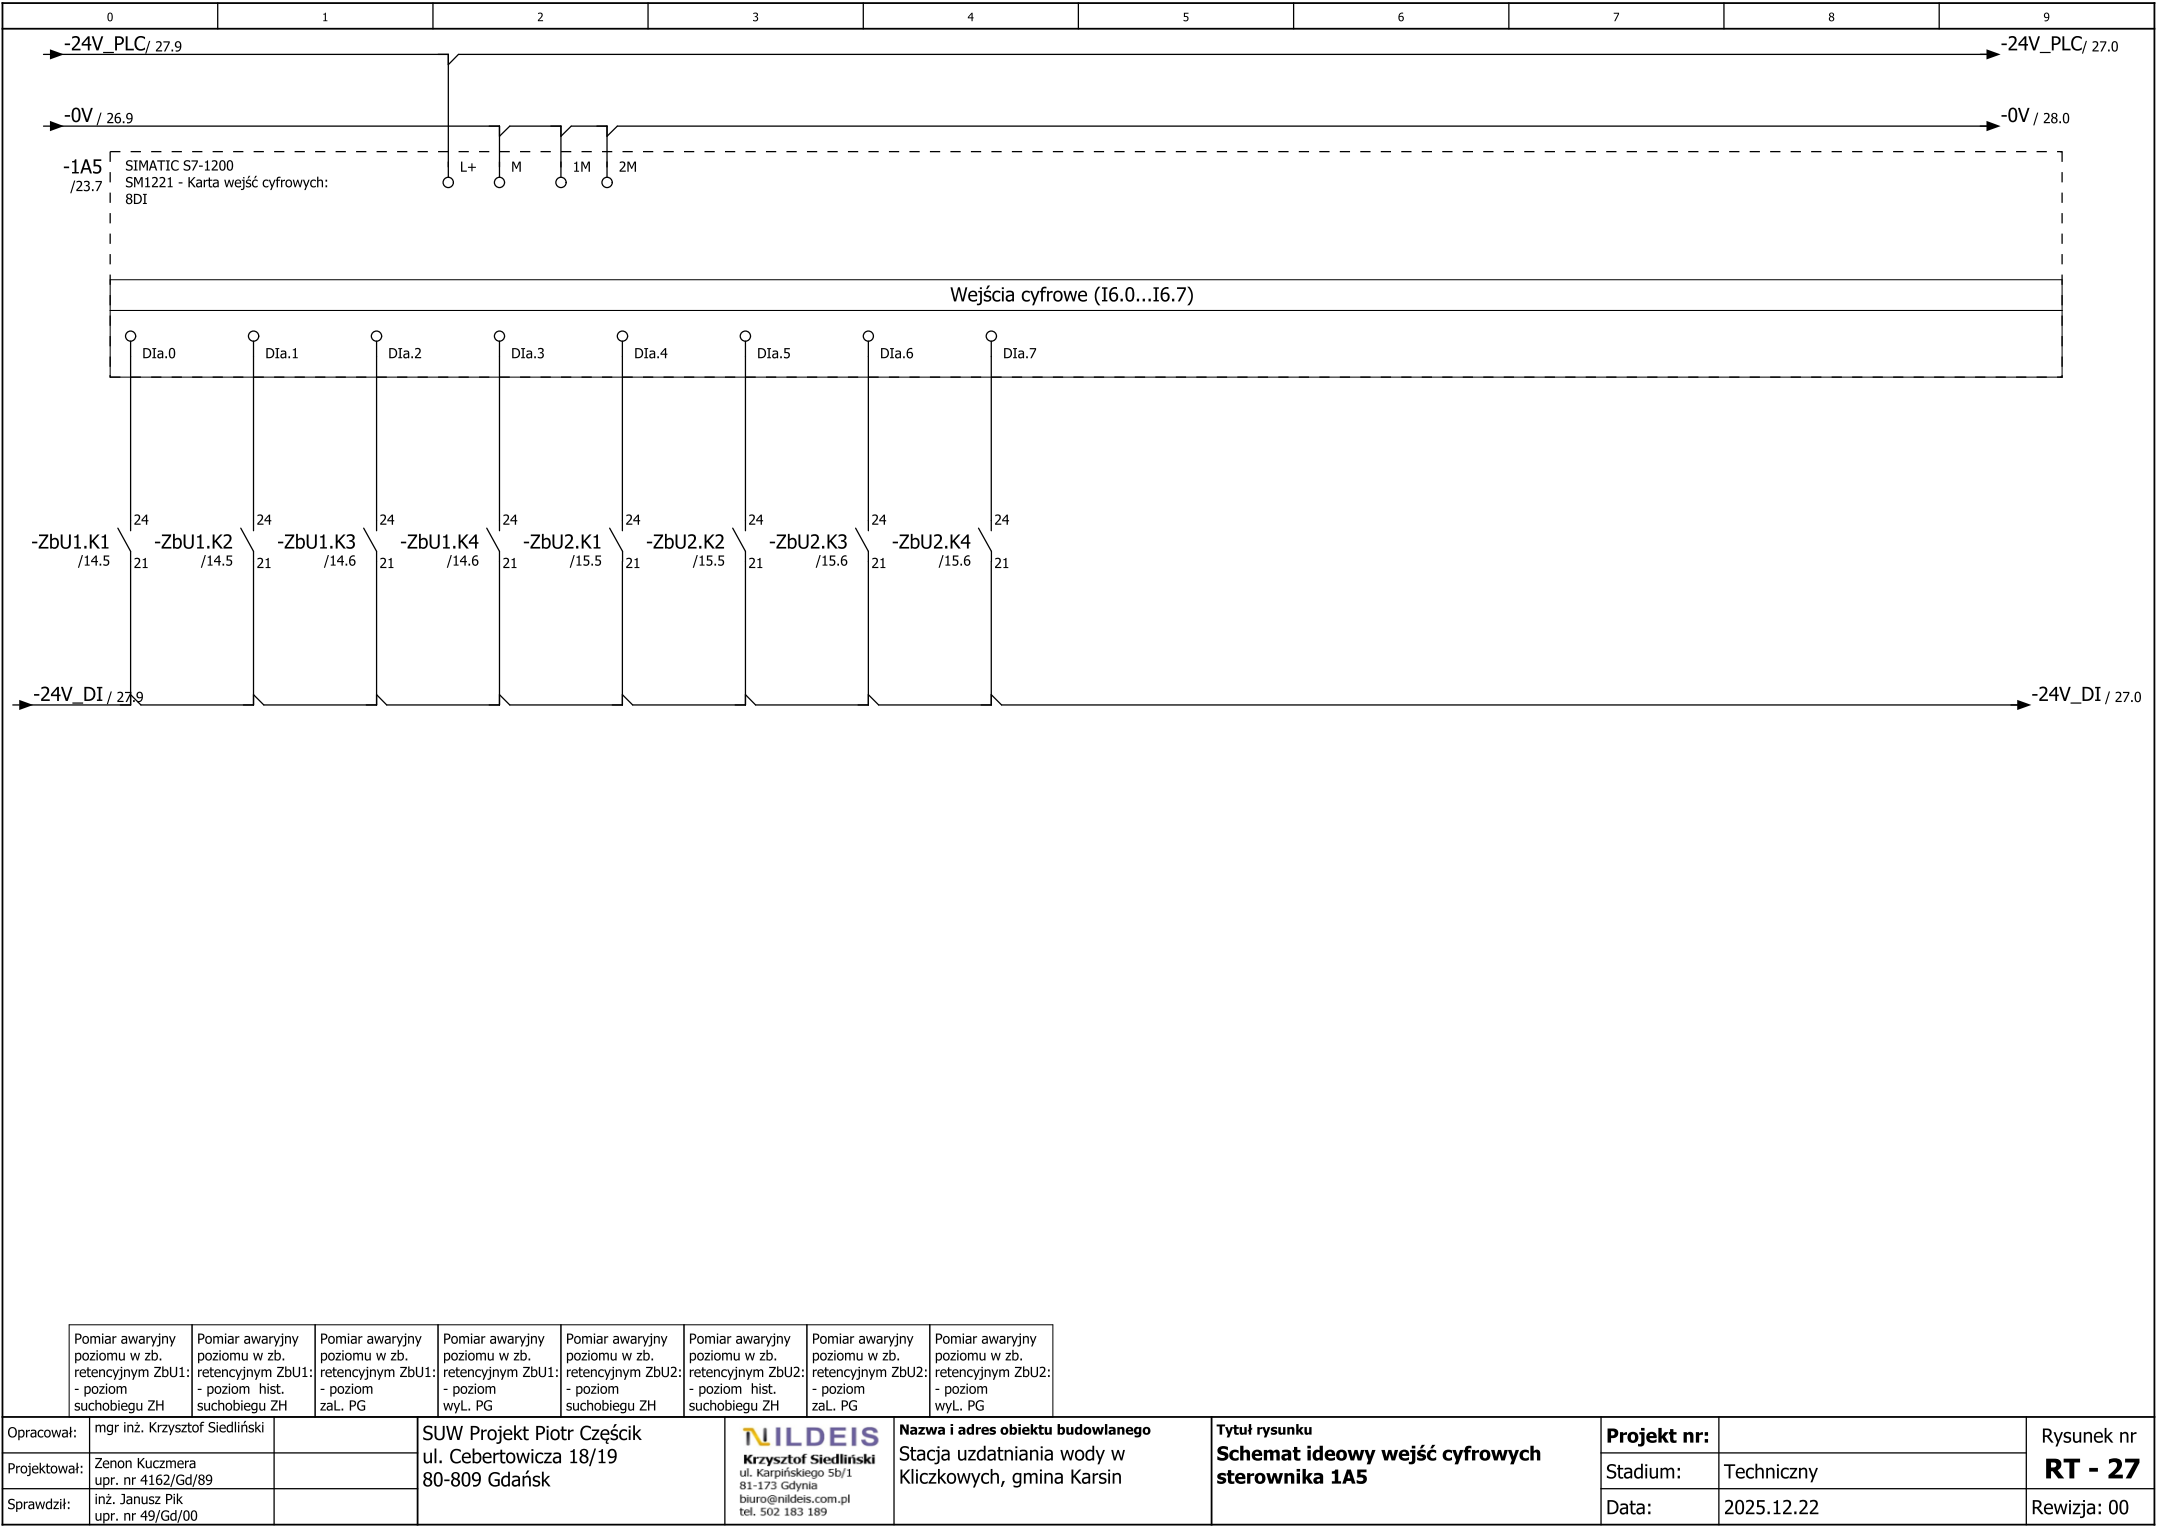 0 1 2 3 4 5 6 7 8 9
-24V_PLC/ 27.9
-24V_PLC/ 27.0
-0V / 26.9
-0V / 28.0
-1A5
/23.7
SIMATIC S7-1200
SM1221 - Karta wejść cyfrowych:
8DI
L+ M 1M 2M
Wejścia cyfrowe (I6.0...I6.7)
DIa.0 DIa.1 DIa.2 DIa.3 DIa.4 DIa.5 DIa.6 DIa.7
24 24 24 24 24 24 24 24
-ZbU1.K1 -ZbU1.K2 -ZbU1.K3 -ZbU1.K4 -ZbU2.K1 -ZbU2.K2 -ZbU2.K3 -ZbU2.K4
/14.5 21 /14.5 21 /14.6 21 /14.6 21 /15.5 21 /15.5 21 /15.6 21 /15.6 21
-24V_DI / 27.9
-24V_DI / 27.0
Pomiar awaryjny
poziomu w zb.
retencyjnym ZbU1:
- poziom
suchobiegu ZH
Pomiar awaryjny
poziomu w zb.
retencyjnym ZbU1:
- poziom  hist.
suchobiegu ZH
Pomiar awaryjny
poziomu w zb.
retencyjnym ZbU1:
- poziom
zaL. PG
Pomiar awaryjny
poziomu w zb.
retencyjnym ZbU1:
- poziom
wyL. PG
Pomiar awaryjny
poziomu w zb.
retencyjnym ZbU2:
- poziom
suchobiegu ZH
Pomiar awaryjny
poziomu w zb.
retencyjnym ZbU2:
- poziom  hist.
suchobiegu ZH
Pomiar awaryjny
poziomu w zb.
retencyjnym ZbU2:
- poziom
zaL. PG
Pomiar awaryjny
poziomu w zb.
retencyjnym ZbU2:
- poziom
wyL. PG
Opracował: mgr inż. Krzysztof Siedliński
Projektował: Zenon Kuczmera
upr. nr 4162/Gd/89
Sprawdził: inż. Janusz Pik
upr. nr 49/Gd/00
SUW Projekt Piotr Częścik
ul. Cebertowicza 18/19
80-809 Gdańsk
NILDEIS
Krzysztof Siedliński
ul. Karpińskiego 5b/1
81-173 Gdynia
biuro@nildeis.com.pl
tel. 502 183 189
Nazwa i adres obiektu budowlanego
Stacja uzdatniania wody w
Kliczkowych, gmina Karsin
Tytuł rysunku
Schemat ideowy wejść cyfrowych
sterownika 1A5
Projekt nr:
Stadium: Techniczny
Data: 2025.12.22
Rysunek nr
RT - 27
Rewizja: 00